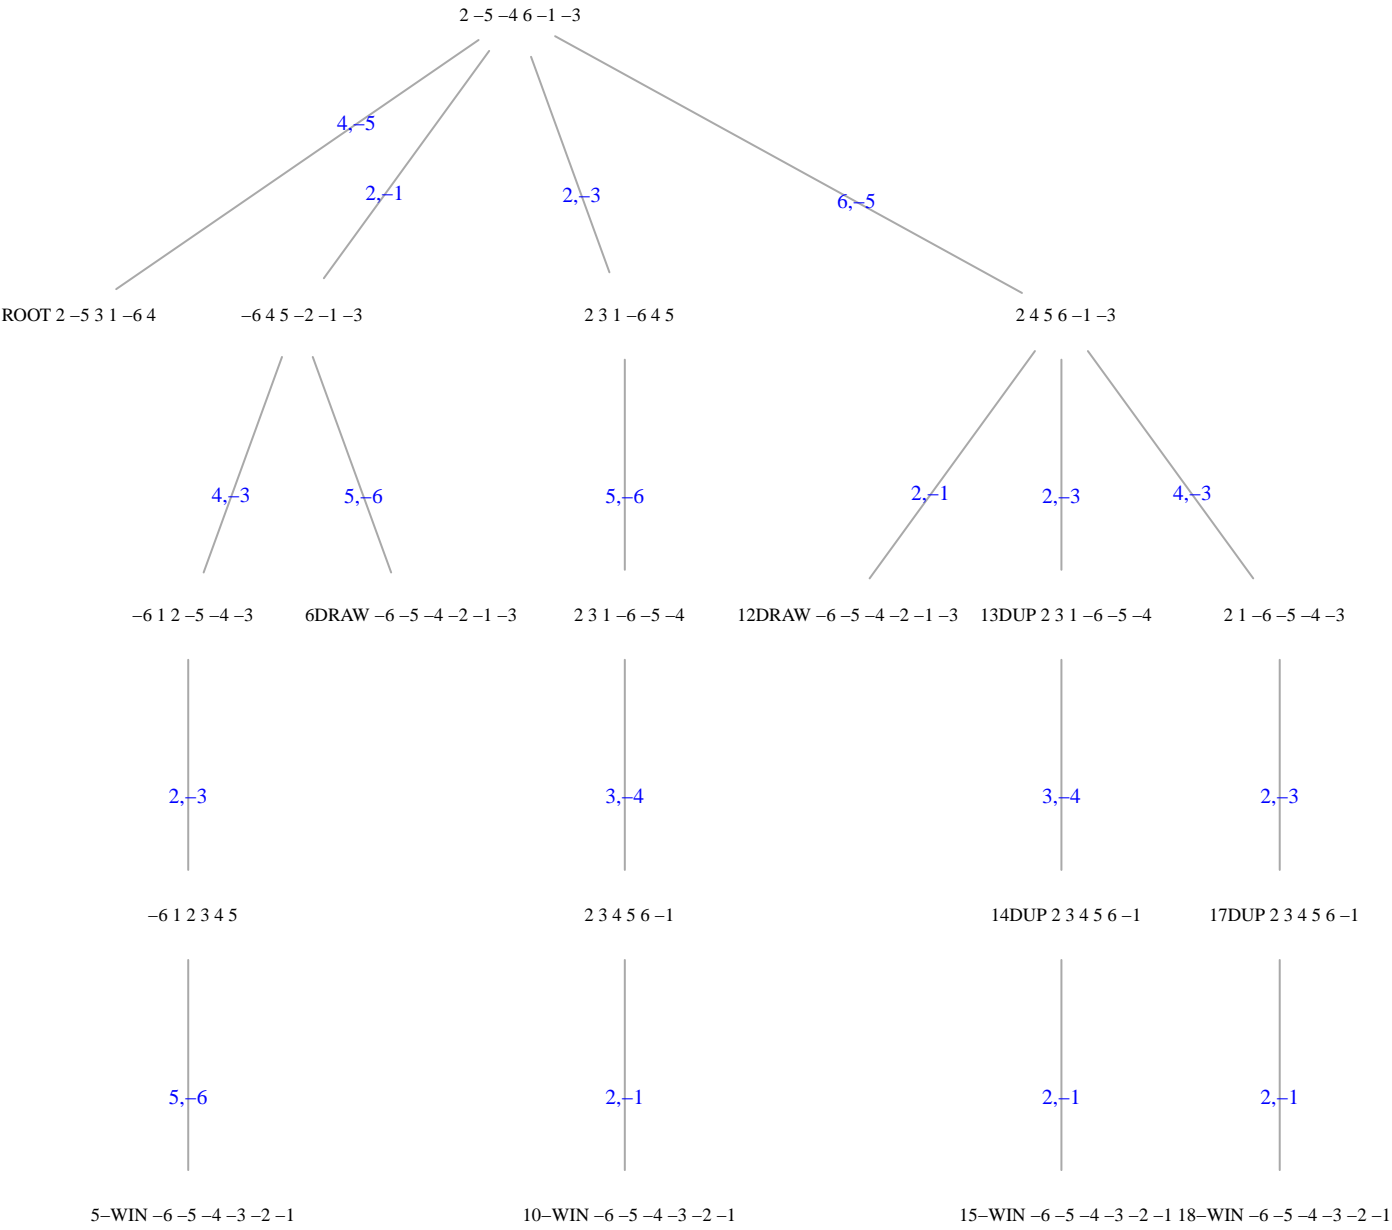 2 –5 –4 6 –1 –3
4,–5
2,–1
2,–3
6,–5
ROOT 2 –5 3 1 –6 4
–6 4 5 –2 –1 –3
2 3 1 –6 4 5
2 4 5 6 –1 –3
4,–3
5,–6
5,–6
2,–1
2,–3
4,–3
–6 1 2 –5 –4 –3
6DRAW –6 –5 –4 –2 –1 –3
2 3 1 –6 –5 –4
12DRAW –6 –5 –4 –2 –1 –3
13DUP 2 3 1 –6 –5 –4
2 1 –6 –5 –4 –3
2,–3
3,–4
3,–4
2,–3
–6 1 2 3 4 5
2 3 4 5 6 –1
14DUP 2 3 4 5 6 –1
17DUP 2 3 4 5 6 –1
5,–6
2,–1
2,–1
2,–1
5–WIN –6 –5 –4 –3 –2 –1
10–WIN –6 –5 –4 –3 –2 –1
15–WIN –6 –5 –4 –3 –2 –1
18–WIN –6 –5 –4 –3 –2 –1